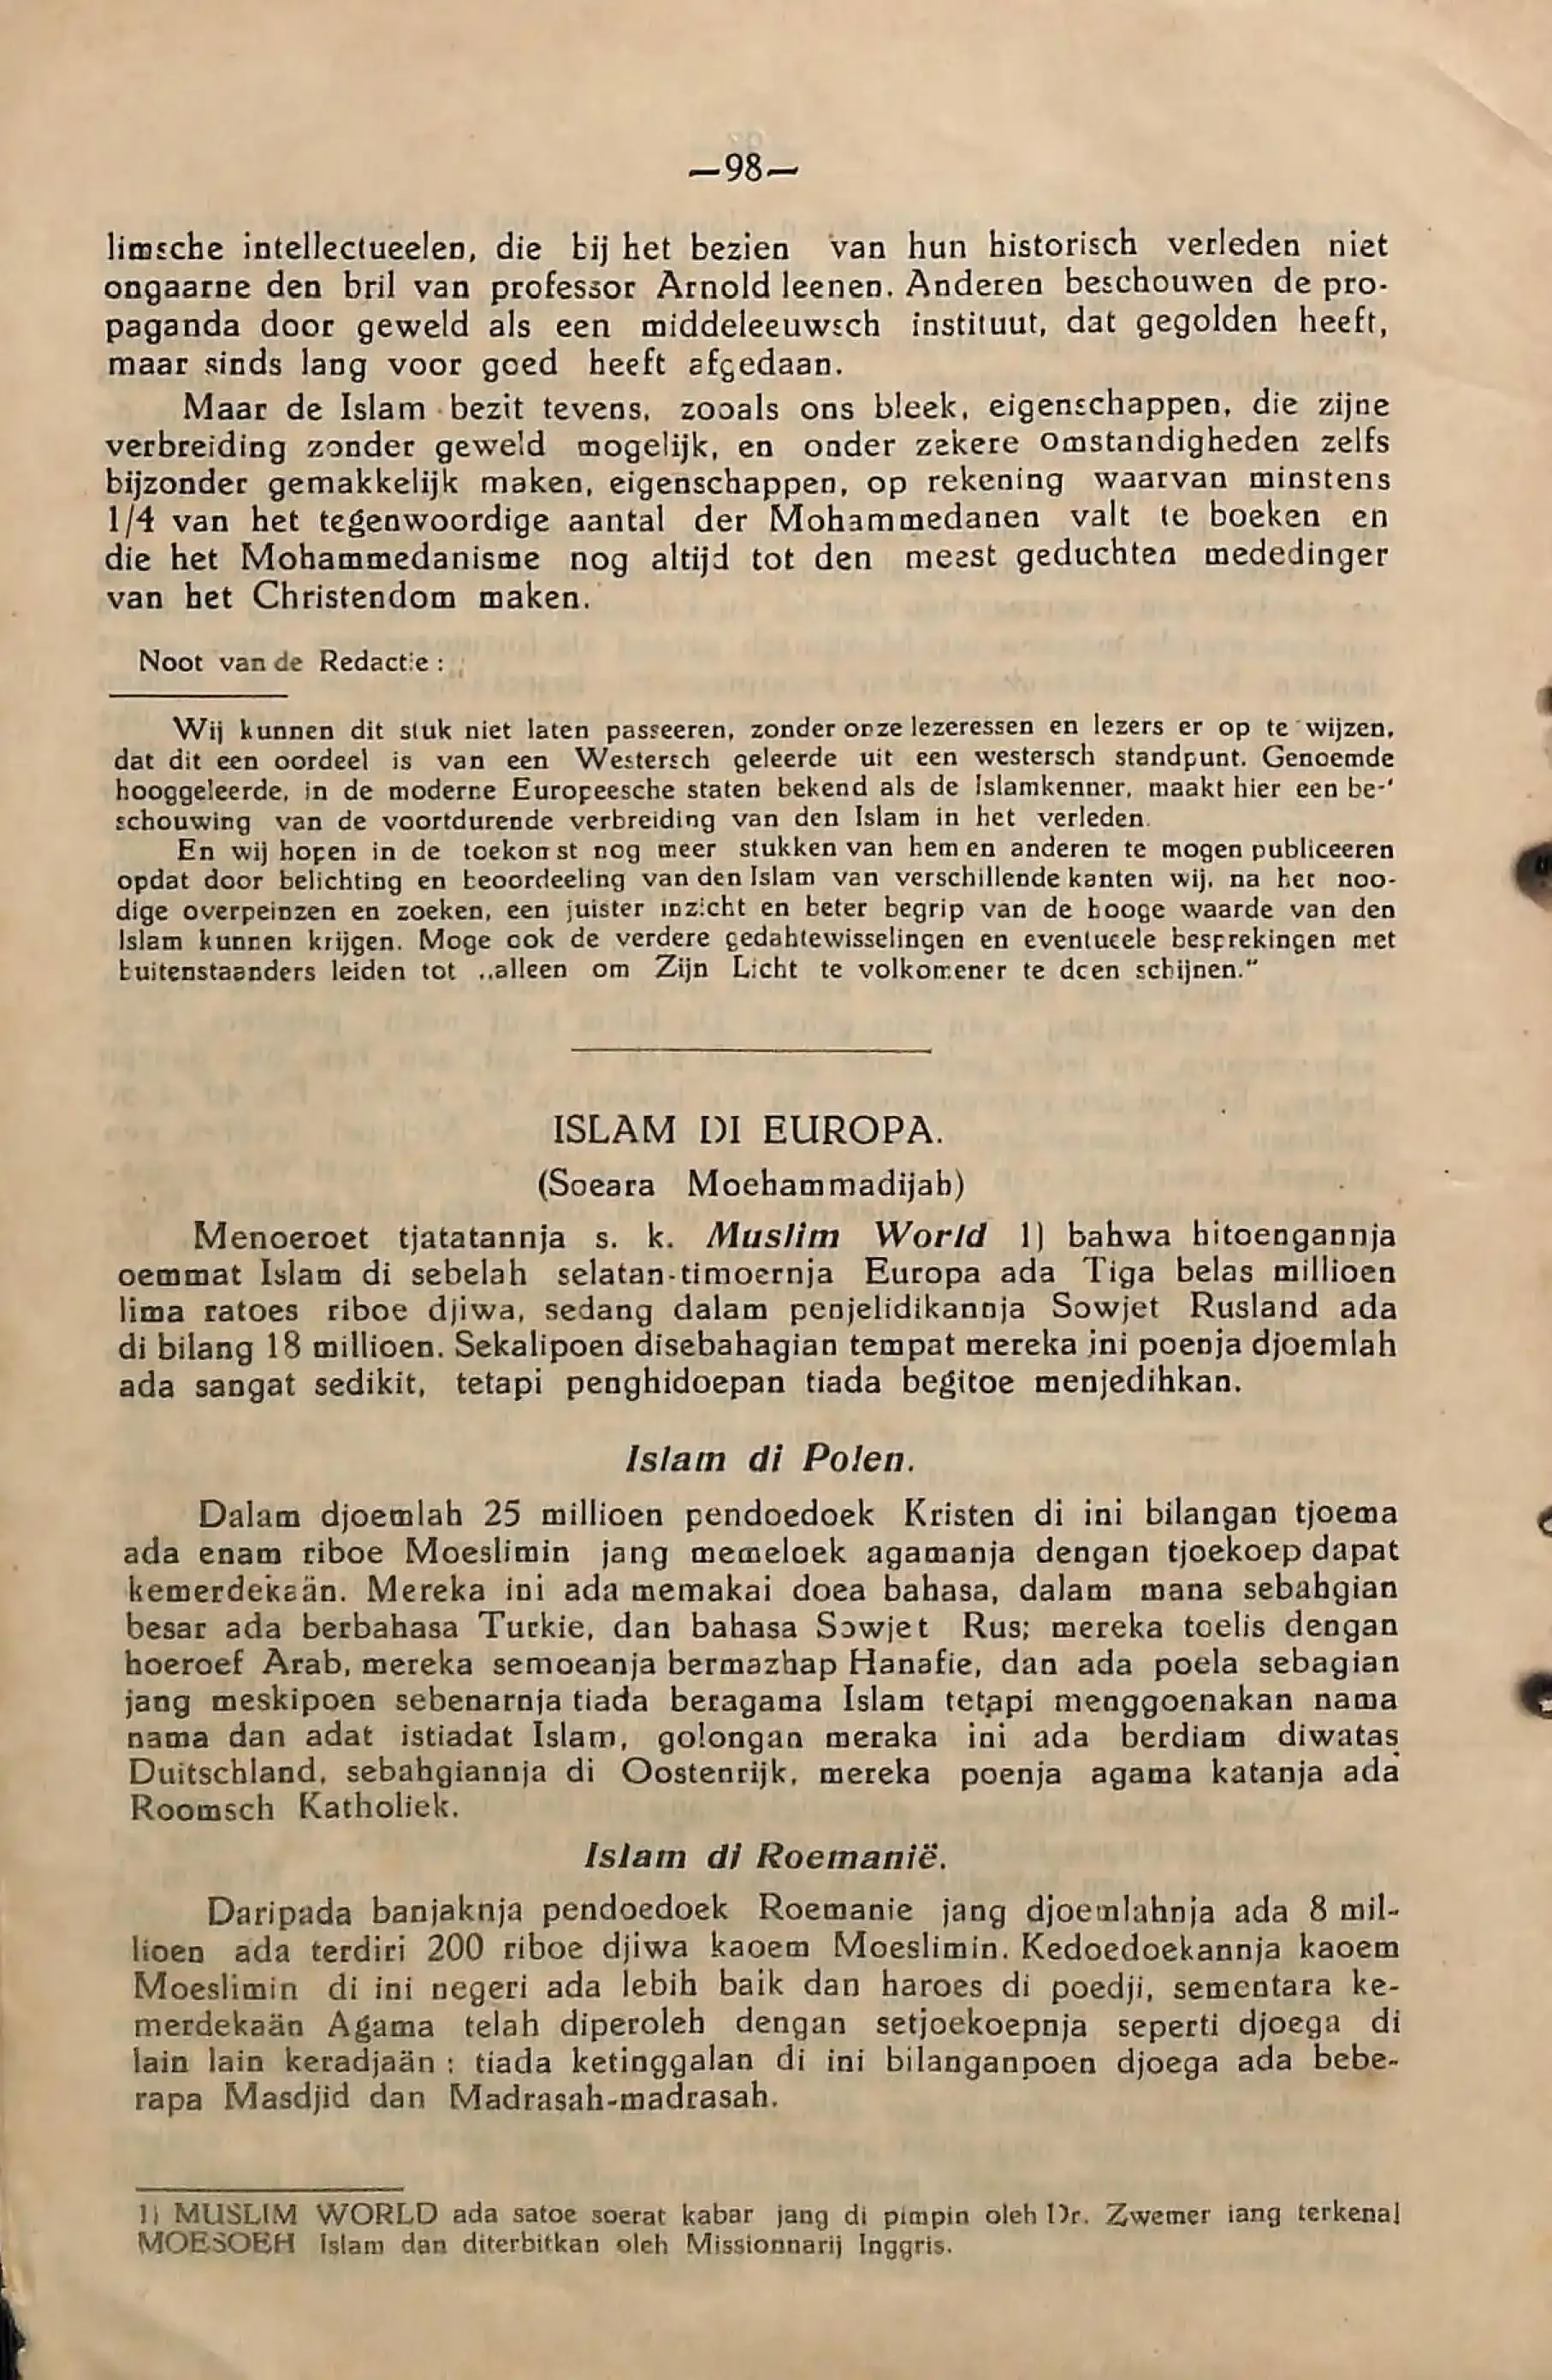 —98—
limsche intellectueelen, die bij het bezien van hun historisch verleden niet
ongaarne den bril van professor Arnold leenen. Anderen beschouwen de pro-
paganda door geweld als een middeleeuwsch instituut, dat gegolden heeft,
maar sinds lang voor goed heeft afgedaan.
Maar de Islam bezit tevens, zooals ons bleek, eigenschappen, die zijne
verbreiding zonder geweld mogelijk, en onder zekere omstandigheden zelfs
bijzonder gemakkelijk maken, eigenschappen, op rekening waarvan minstens
1/4 van het tegenwoordige aantal der Mohammedanen valt te boeken en
die het Mohammedanisme nog altijd tot den meest geduchten mededinger
van het Christendom maken.
Noot van de Redactie :
Wij kunnen dit stuk niet laten passeeren, zonder onze lezeressen en lezers er op te wijzen,
dat dit een oordeel is van een Westersch geleerde uit een westersch standpunt. Genoemde
hooggeleerde, in de moderne Europeesche staten bekend als de Islamkenner, maakt hier een be-
schouwing van de voortdurende verbreiding van den Islam in het verleden.
En wij hopen in de toekomst nog meer stukken van hem en anderen te mogen publiceeren
opdat door belichting en beoordeeling van den Islam van verschillende kanten wij, na het noo-
dige overpeinzen en zoeken, een juister inzicht en beter begrip van de hooge waarde van den
Islam kunnen krijgen. Moge ook de verdere gedahtewisselingen en eventueele besprekingen met
buitenstaanders leiden tot ,,alleen om Zijn Licht te volkomener te doen schijnen."
ISLAM DI EUROPA.
(Soeara Moehammadijah)
Menoeroet tjatatannja s. k. Muslim World 1) bahwa hitoengannja
oemmat Islam di sebelah selatan-timoernja Europa ada Tiga belas millioen
lima ratoes riboe djiwa, sedang dalam penjelidikannja Sowjet Rusland ada
di bilang 18 millioen. Sekalipoen disebahagian tempat mereka ini poenja djoemlah
ada sangat sedikit, tetapi penghidoepan tiada begitoe menjedihkan.
Islam di Polen.
Dalam djoemlah 25 millioen pendoedoek Kristen di ini bilangan tjoema
ada enam riboe Moeslimin jang memeloek agamanja dengan tjoekoep dapat
kemerdekaän. Mereka ini ada memakai doea bahasa, dalam mana sebahgian
besar ada berbahasa Turkie, dan bahasa Sowjet Rus; mereka toelis dengan
hoeroef Arab, mereka semoeanja bermazhap Hanafie, dan ada poela sebagian
jang meskipoen sebenarnja tiada beragama Islam tetapi menggoenakan nama
nama dan adat istiadat Islam, golongan meraka ini ada berdiam diwatas
Duitschland, sebahgiannja di Oostenrijk, mereka poenja agama katanja ada
Roomsch Katholiek.
Islam di Roemanië.
Daripada banjaknja pendoedoek Roemanie jang djoemlahnja ada 8 mil-
lioen ada terdiri 200 riboe djiwa kaoem Moeslimin. Kedoedoekannja kaoem
Moeslimin di ini negeri ada lebih baik dan haroes di poedji, sementara ke-
merdekaän Agama telah diperoleh dengan setjoekoepnja seperti djoega di
lain lain keradjaän ; tiada ketinggalan di ini bilanganpoen djoega ada bebe-
rapa Masdjid dan Madrasah-madrasah.
1) MUSLIM WORLD ada satoe soerat kabar jang di pimpin oleh Dr. Zwemer iang terkenal
MOESOEH Islam dan diterbitkan oleh Missionnarij Inggris.